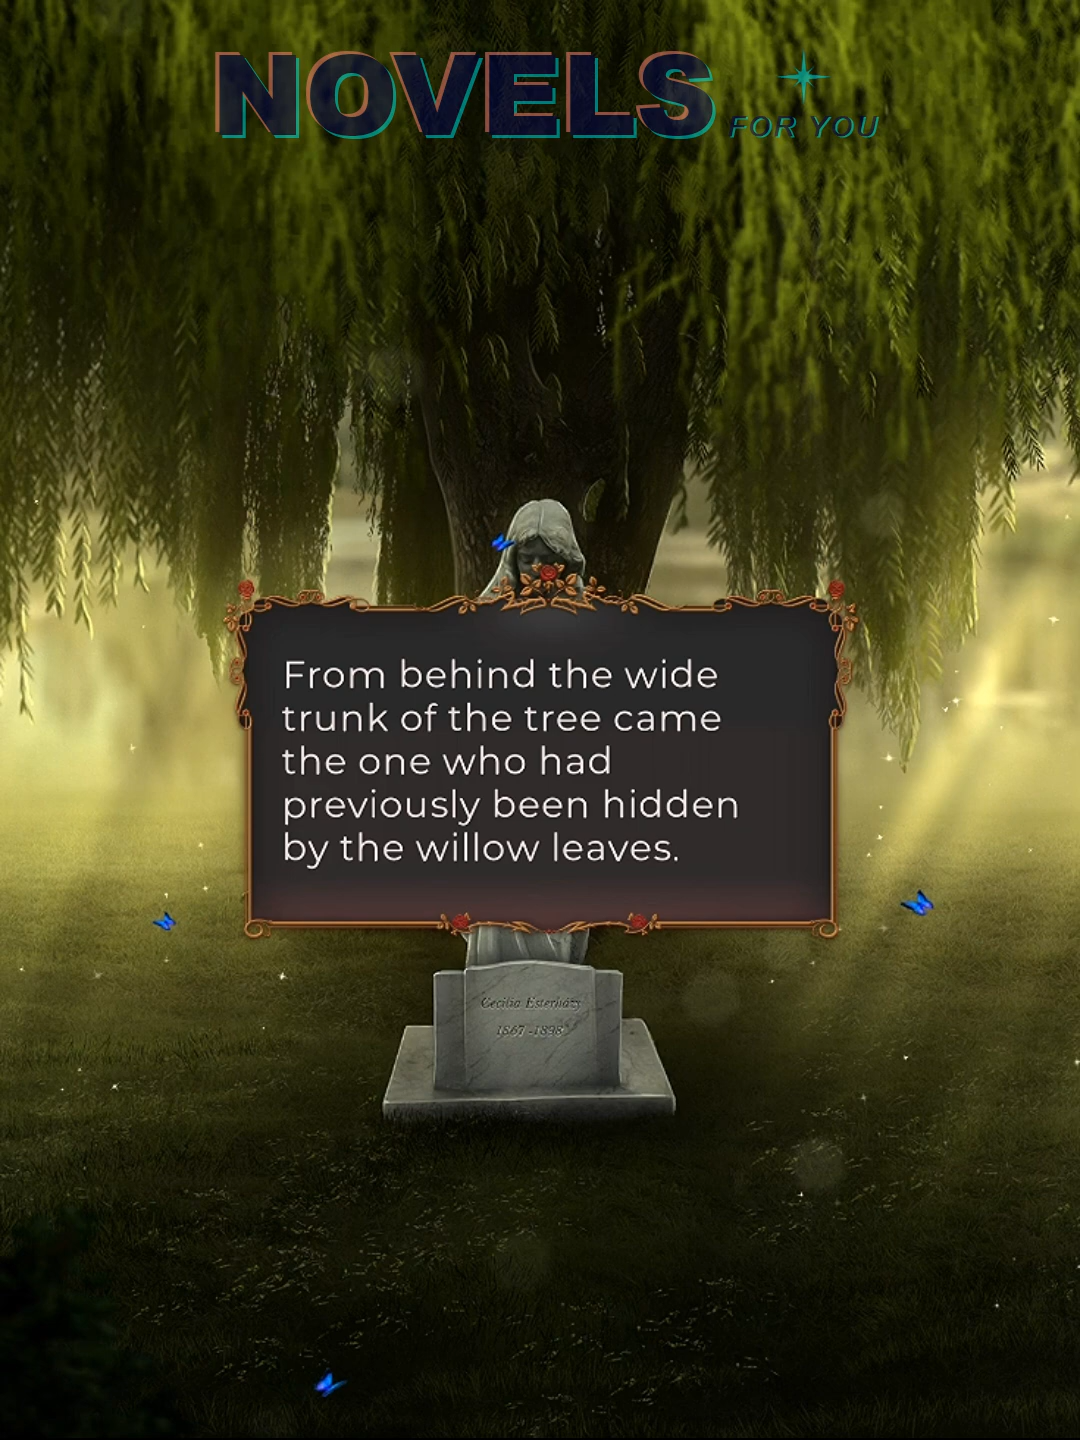 NOVELS
FOR YOU
From behind the wide
trunk of the tree came
the one who had
previously been hidden
by the willow leaves.
Cecilia Esterházy
1867-1898